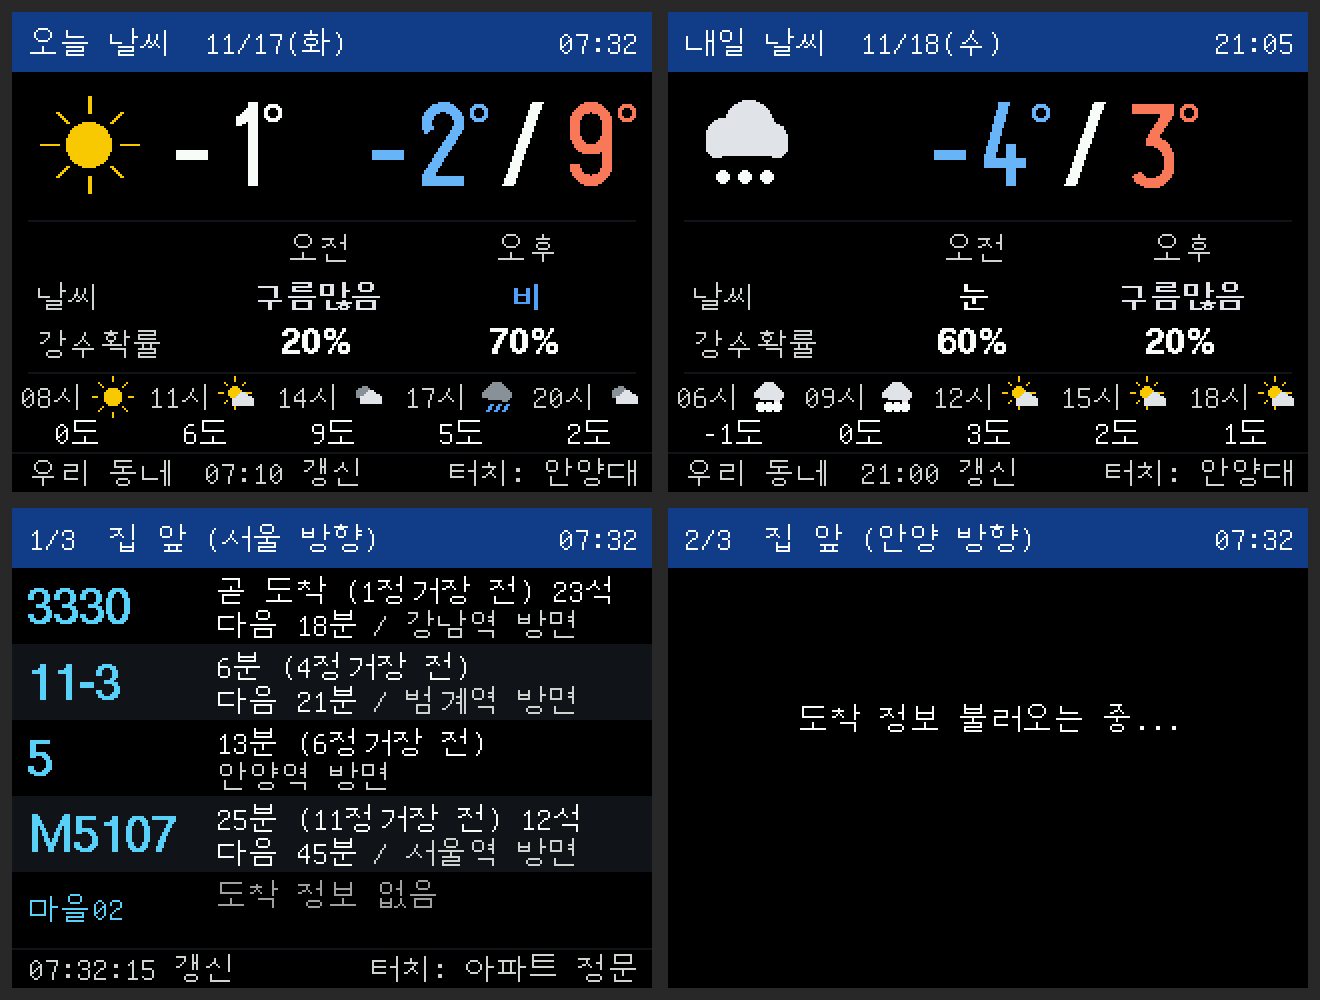 오늘 날씨 11/17(화) 07:32
-1° -2°/9°
오전 오후
날씨 구름많음 비
강수확률 20% 70%
08시 11시 14시 17시 20시
0도 6도 9도 5도 2도
우리 동네 07:10 갱신 터치: 안양대
내일 날씨 11/18(수) 21:05
-4°/3°
오전 오후
날씨 눈 구름많음
강수확률 60% 20%
06시 09시 12시 15시 18시
-1도 0도 3도 2도 1도
우리 동네 21:00 갱신 터치: 안양대
1/3 집 앞 (서울 방향) 07:32
3330 곧 도착 (1정거장 전) 23석
다음 18분 / 강남역 방면
11-3 6분 (4정거장 전)
다음 21분 / 범계역 방면
5 13분 (6정거장 전)
안양역 방면
M5107 25분 (11정거장 전) 12석
다음 45분 / 서울역 방면
마을02 도착 정보 없음
07:32:15 갱신 터치: 아파트 정문
2/3 집 앞 (안양 방향) 07:32
도착 정보 불러오는 중...